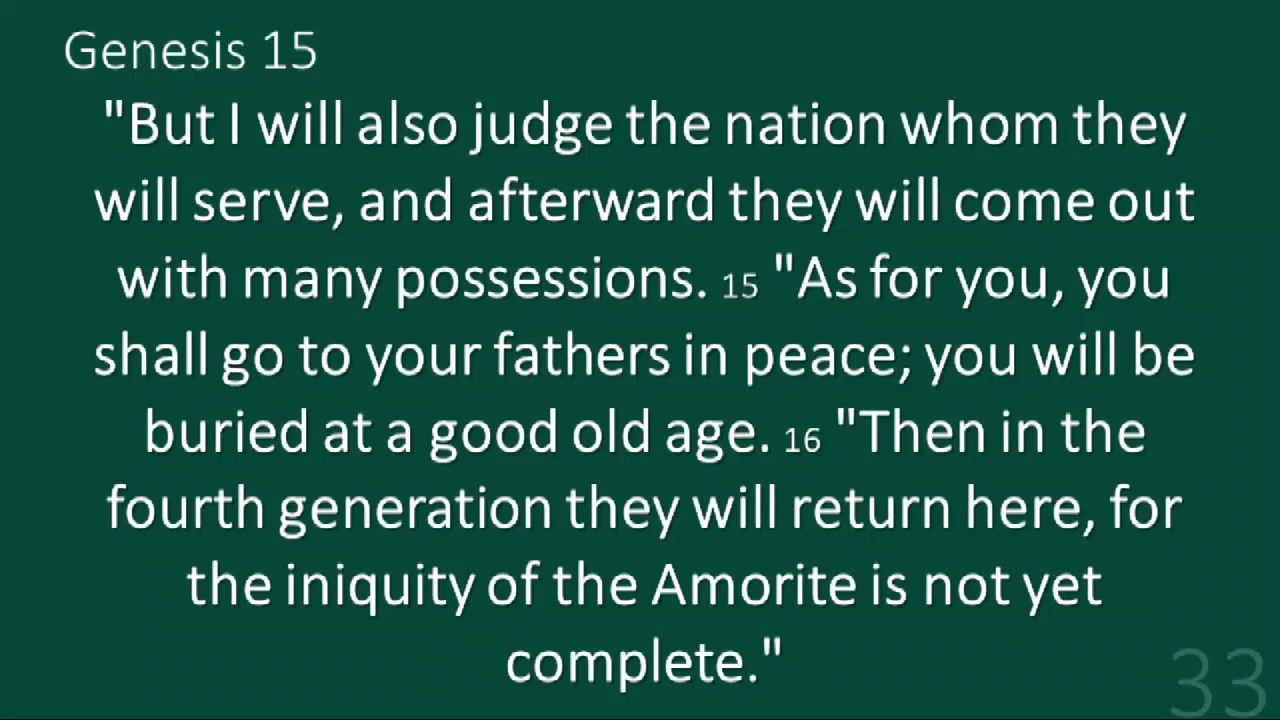 Genesis 15
"But I will also judge the nation whom they
will serve, and afterward they will come out
with many possessions. 15 "As for you, you
shall go to your fathers in peace; you will be
buried at a good old age. 16 "Then in the
fourth generation they will return here, for
the iniquity of the Amorite is not yet
complete."
33